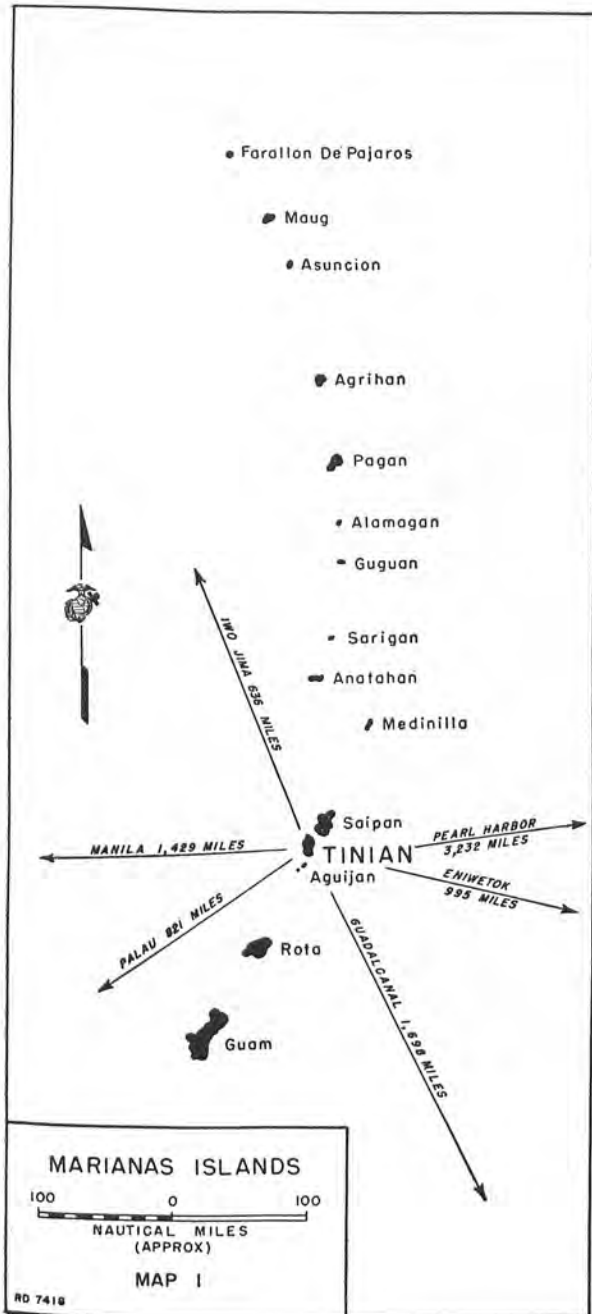 Farallon De Pajaros
Maug
Asuncion
Agrihan
Pagan
Alamagan
Guguan
Sarigan
Anatahan
Medinilla
IWO JIMA 636 MILES
Saipan
PEARL HARBOR
3,232 MILES
MANILA 1,429 MILES
TINIAN
ENIWETOK
995 MILES
Aguijan
PALAU 821 MILES
Rota
GUADALCANAL 1,698 MILES
Guam
MARIANAS ISLANDS
100 0 100
NAUTICAL MILES
(APPROX)
MAP I
RD 7418